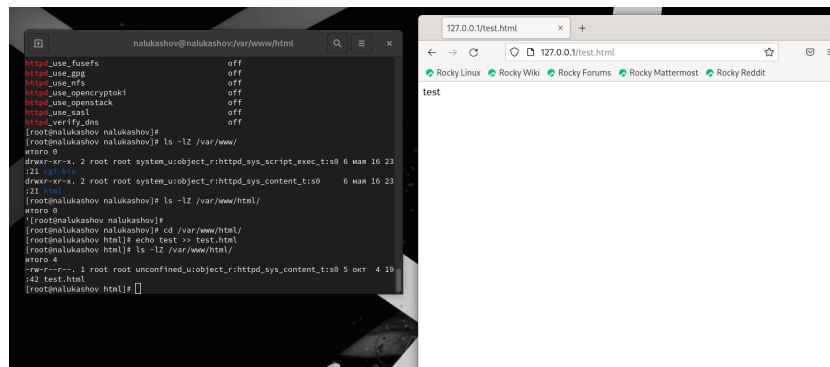 nalukashov@nalukashov:/var/www/html
httpd_use_fusefs off
httpd_use_gpg off
httpd_use_nfs off
httpd_use_opencryptoki off
httpd_use_openstack off
httpd_use_sasl off
httpd_verify_dns off
[root@nalukashov nalukashov]#
[root@nalukashov nalukashov]# ls -lZ /var/www/
итого 0
drwxr-xr-x. 2 root root system_u:object_r:httpd_sys_script_exec_t:s0 6 мая 16 23
:21 cgi-bin
drwxr-xr-x. 2 root root system_u:object_r:httpd_sys_content_t:s0 6 мая 16 23
:21 html
[root@nalukashov nalukashov]# ls -lZ /var/www/html/
итого 0
'[root@nalukashov nalukashov]#
[root@nalukashov nalukashov]# cd /var/www/html/
[root@nalukashov html]# echo test >> test.html
[root@nalukashov html]# ls -lZ /var/www/html/
итого 4
-rw-r--r--. 1 root root unconfined_u:object_r:httpd_sys_content_t:s0 5 окт 4 19
:42 test.html
[root@nalukashov html]#
127.0.0.1/test.html
127.0.0.1/test.html
Rocky Linux Rocky Wiki Rocky Forums Rocky Mattermost Rocky Reddit
test